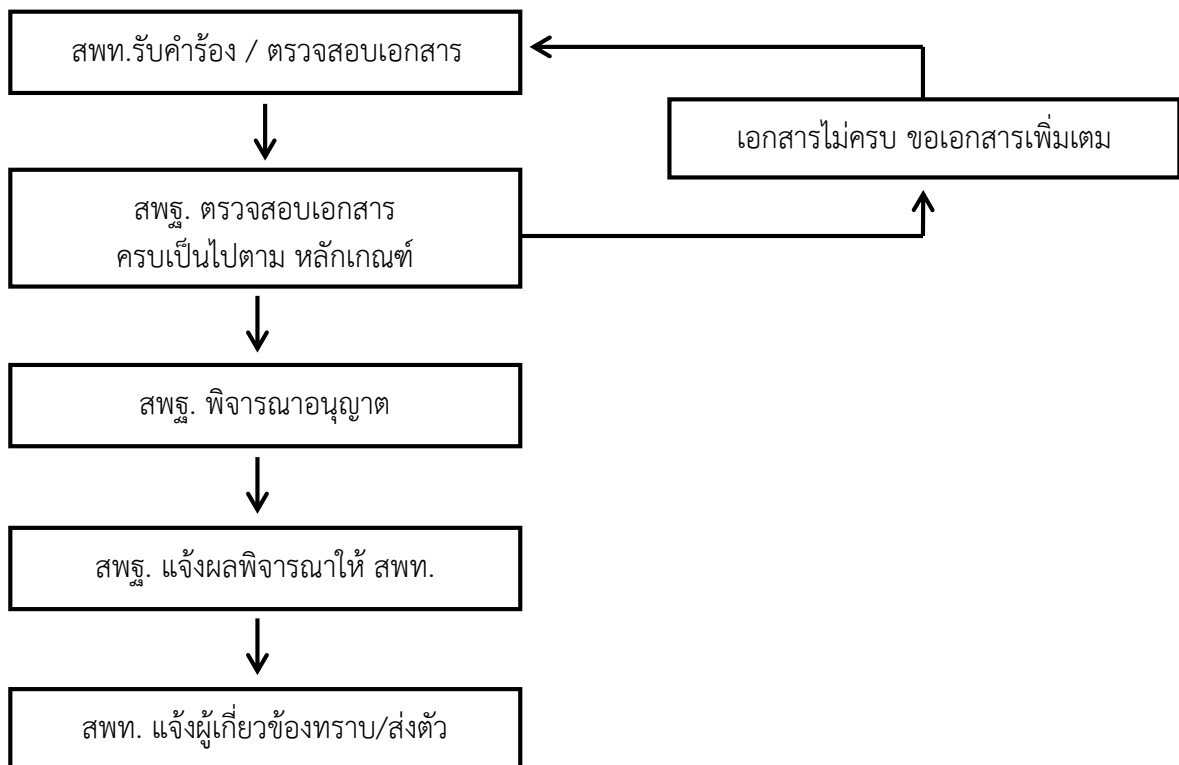 สพท.รับคำร้อง / ตรวจสอบเอกสาร
เอกสารไม่ครบ ขอเอกสารเพิ่มเตม
สพฐ. ตรวจสอบเอกสาร
ครบเป็นไปตาม หลักเกณฑ์
สพฐ. พิจารณาอนุญาต
สพฐ. แจ้งผลพิจารณาให้ สพท.
สพท. แจ้งผู้เกี่ยวข้องทราบ/ส่งตัว